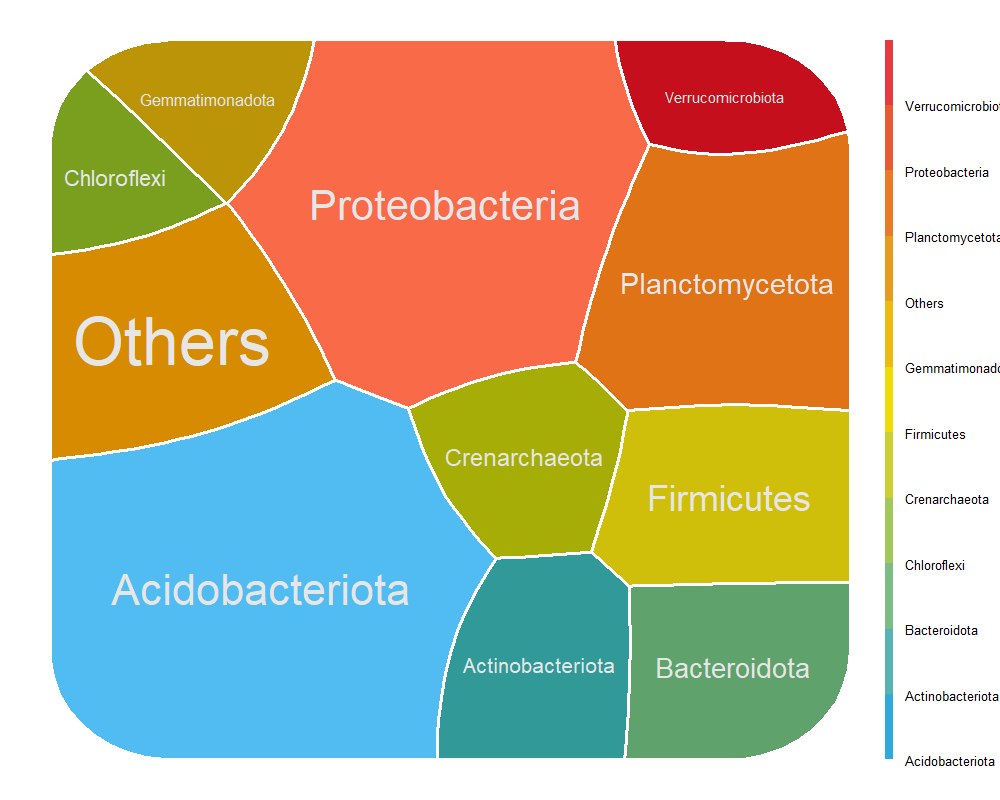 Gemmatimonadota
Verrucomicrobiota
Chloroflexi
Proteobacteria
Planctomycetota
Others
Crenarchaeota
Firmicutes
Acidobacteriota
Actinobacteriota
Bacteroidota
Verrucomicrobiot
Proteobacteria
Planctomycetota
Others
Gemmatimonado
Firmicutes
Crenarchaeota
Chloroflexi
Bacteroidota
Actinobacteriota
Acidobacteriota